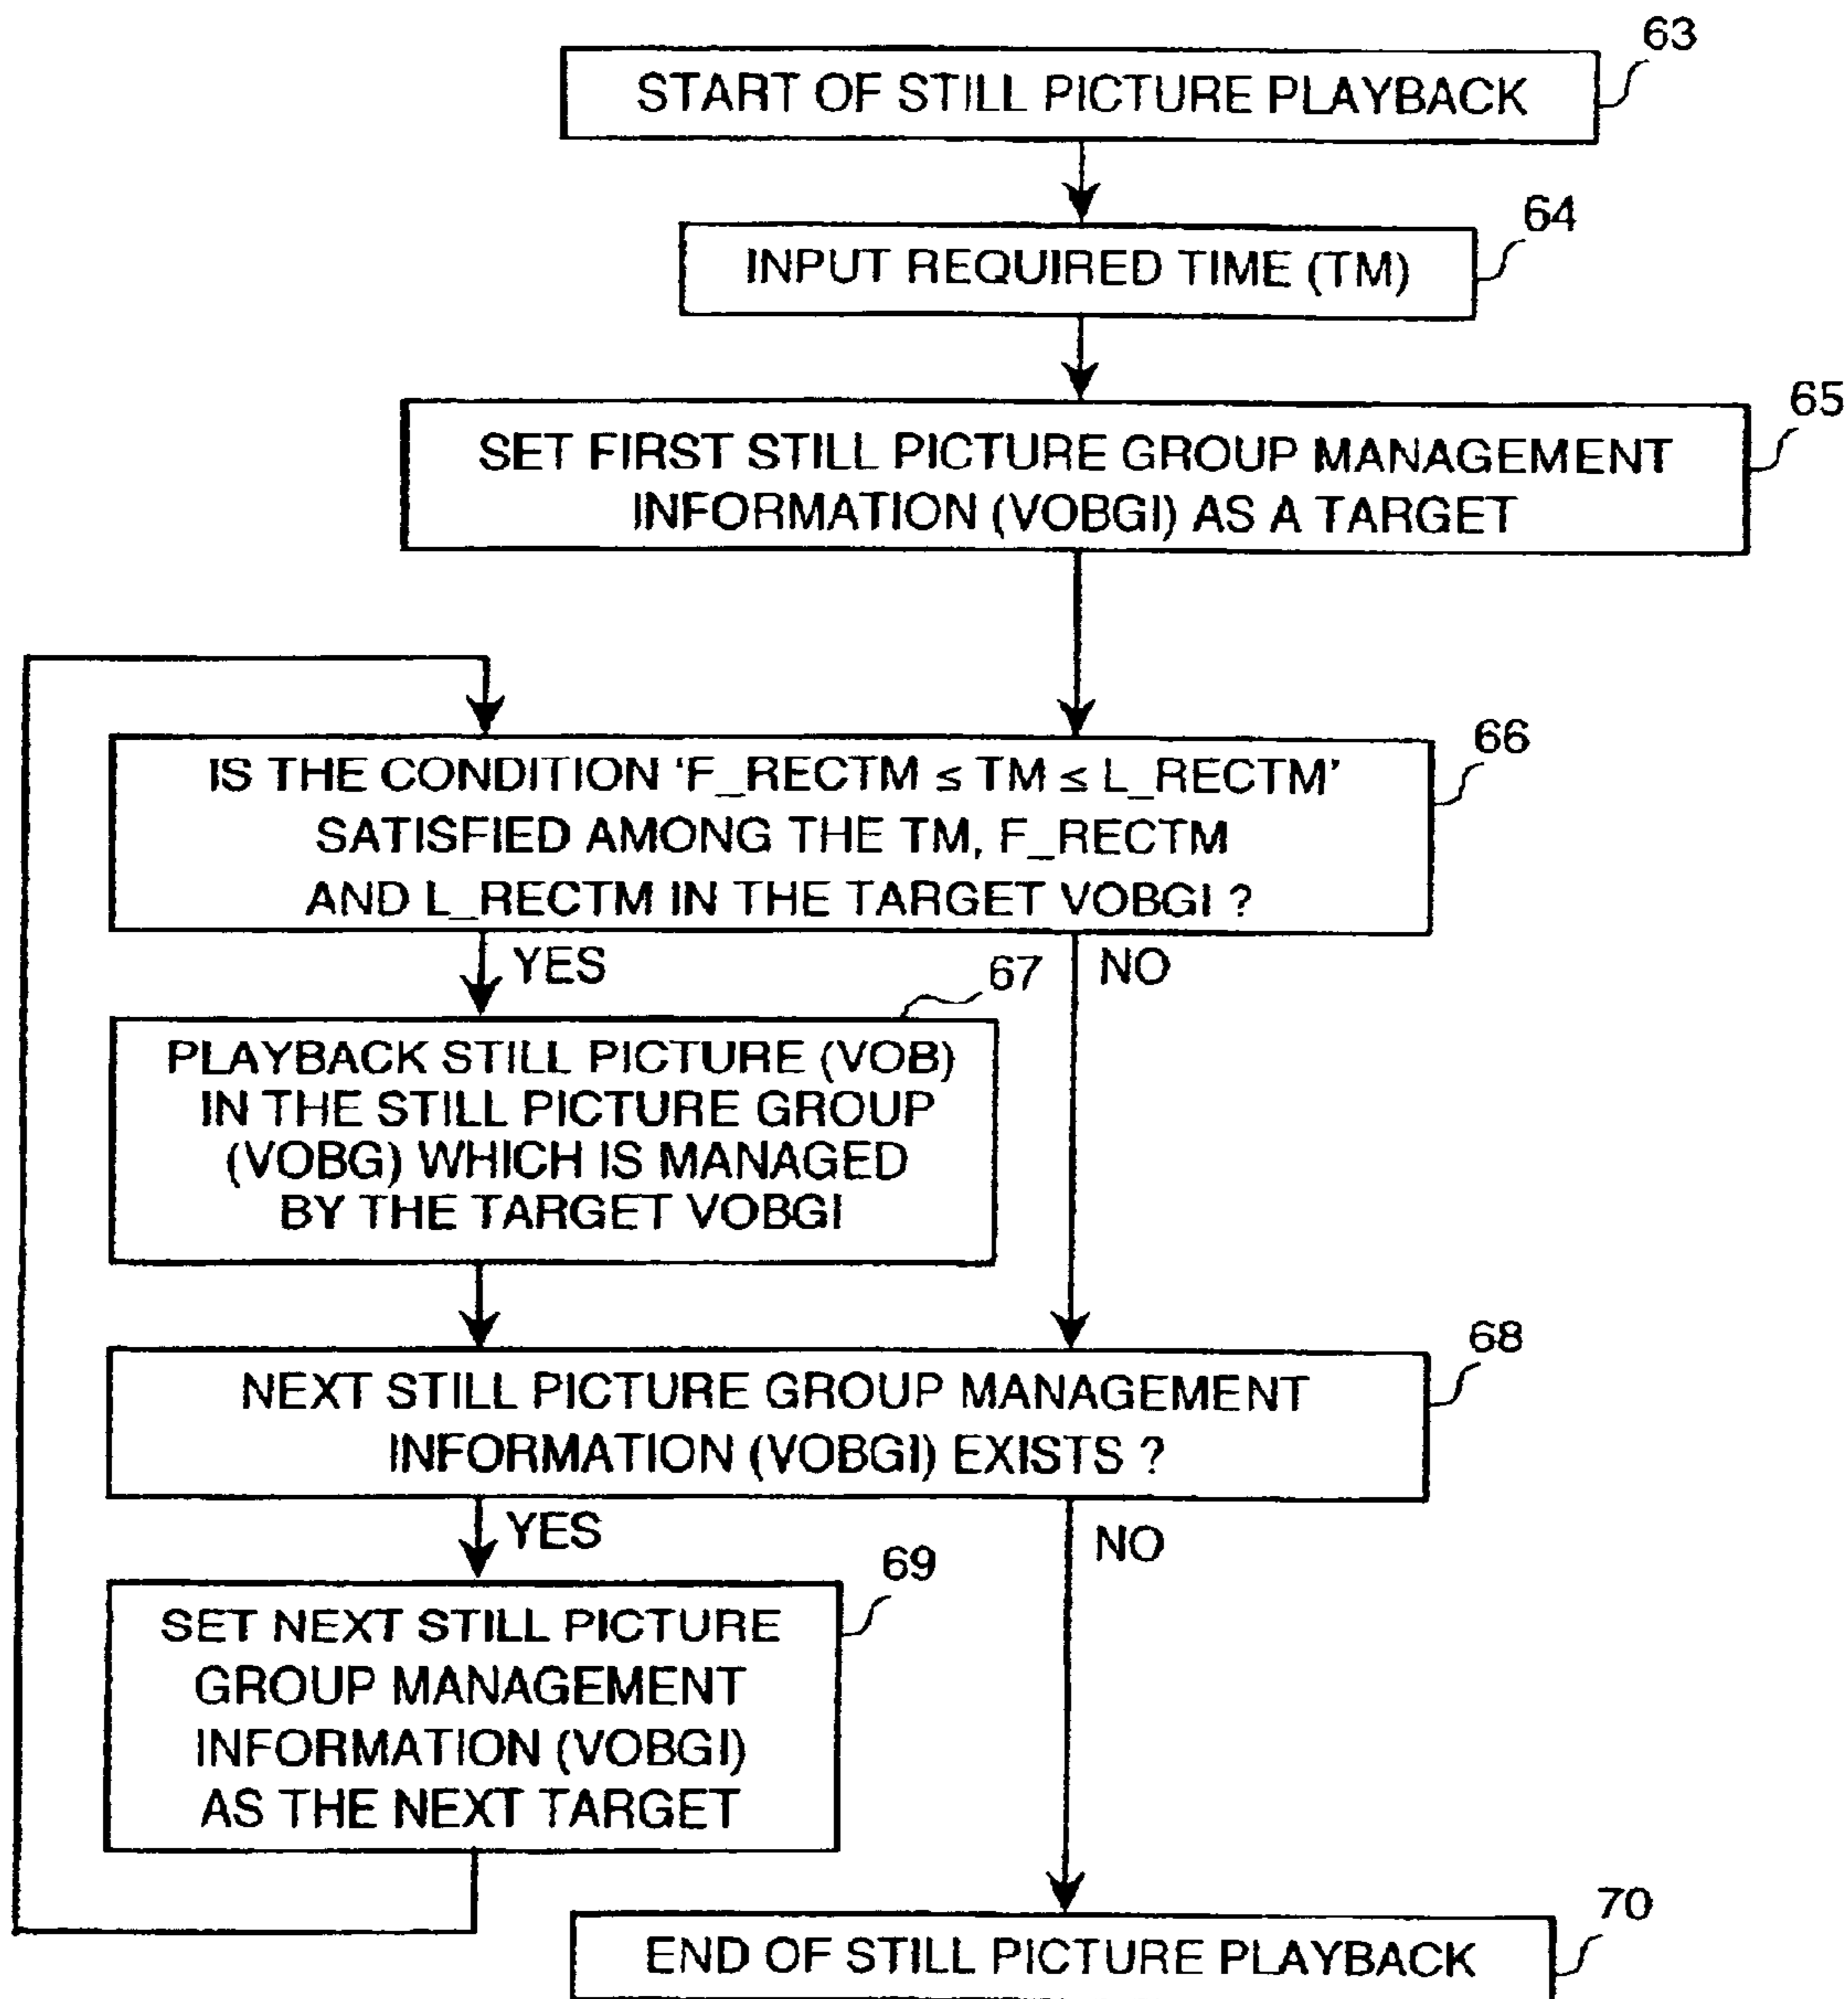 63
START OF STILL PICTURE PLAYBACK
64
INPUT REQUIRED TIME (TM)
65
SET FIRST STILL PICTURE GROUP MANAGEMENT
INFORMATION (VOBGI) AS A TARGET
66
IS THE CONDITION ‘F_RECTM ≤ TM ≤ L_RECTM’
SATISFIED AMONG THE TM, F_RECTM
AND L_RECTM IN THE TARGET VOBGI ?
YES
NO
67
PLAYBACK STILL PICTURE (VOB)
IN THE STILL PICTURE GROUP
(VOBG) WHICH IS MANAGED
BY THE TARGET VOBGI
68
NEXT STILL PICTURE GROUP MANAGEMENT
INFORMATION (VOBGI) EXISTS ?
YES
NO
69
SET NEXT STILL PICTURE
GROUP MANAGEMENT
INFORMATION (VOBGI)
AS THE NEXT TARGET
70
END OF STILL PICTURE PLAYBACK